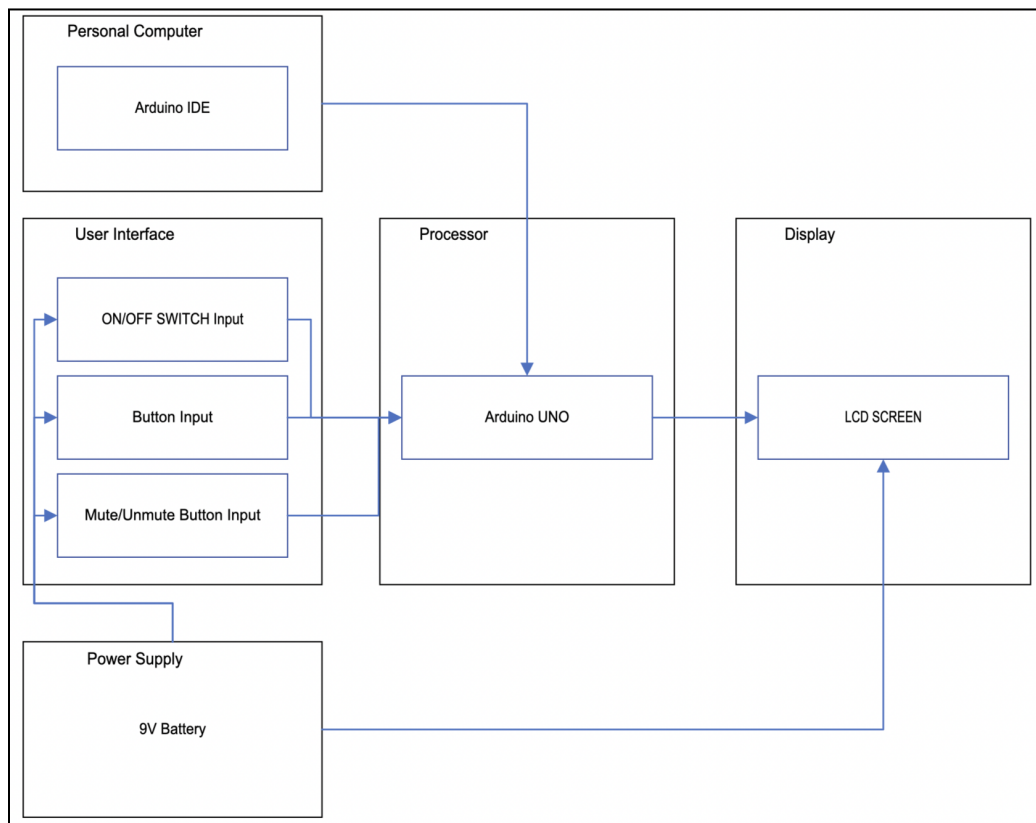 Personal Computer
Arduino IDE
User Interface
ON/OFF SWITCH Input
Button Input
Mute/Unmute Button Input
Processor
Arduino UNO
Display
LCD SCREEN
Power Supply
9V Battery